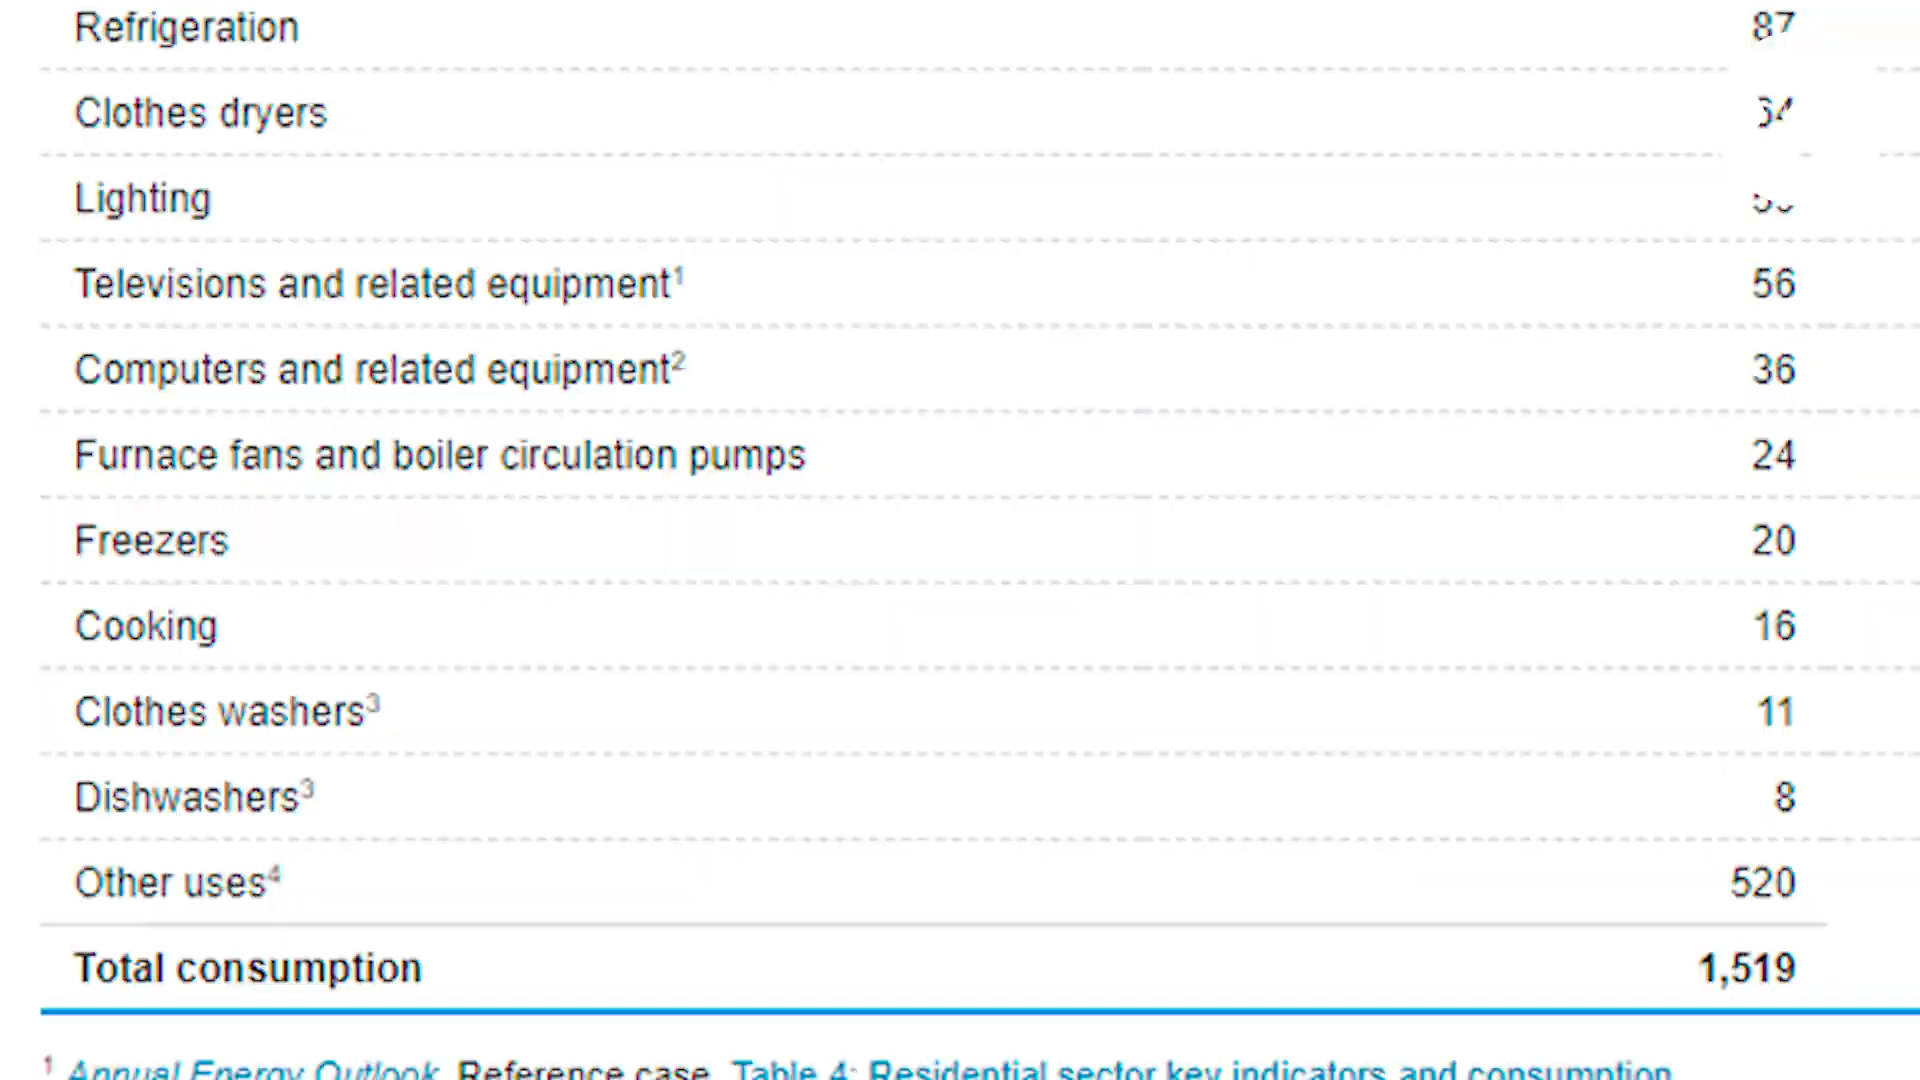 Refrigeration 87
Clothes dryers
Lighting
Televisions and related equipment¹ 56
Computers and related equipment² 36
Furnace fans and boiler circulation pumps 24
Freezers 20
Cooking 16
Clothes washers³ 11
Dishwashers³ 8
Other uses⁴ 520
Total consumption 1,519
¹ Annual Energy Outlook, Reference case, Table 4: Residential sector key indicators and consumption